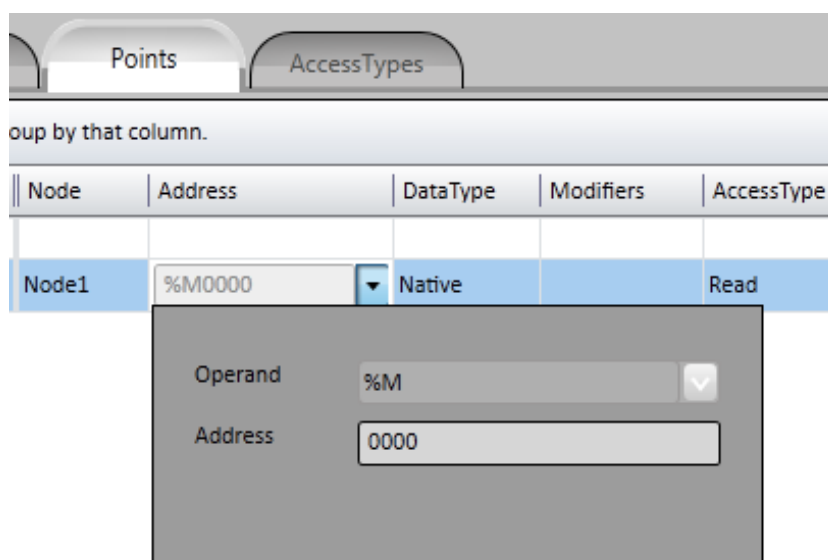 Points AccessTypes
oup by that column.
Node Address DataType Modifiers AccessType
Node1 %M0000 Native Read
Operand %M
Address 0000